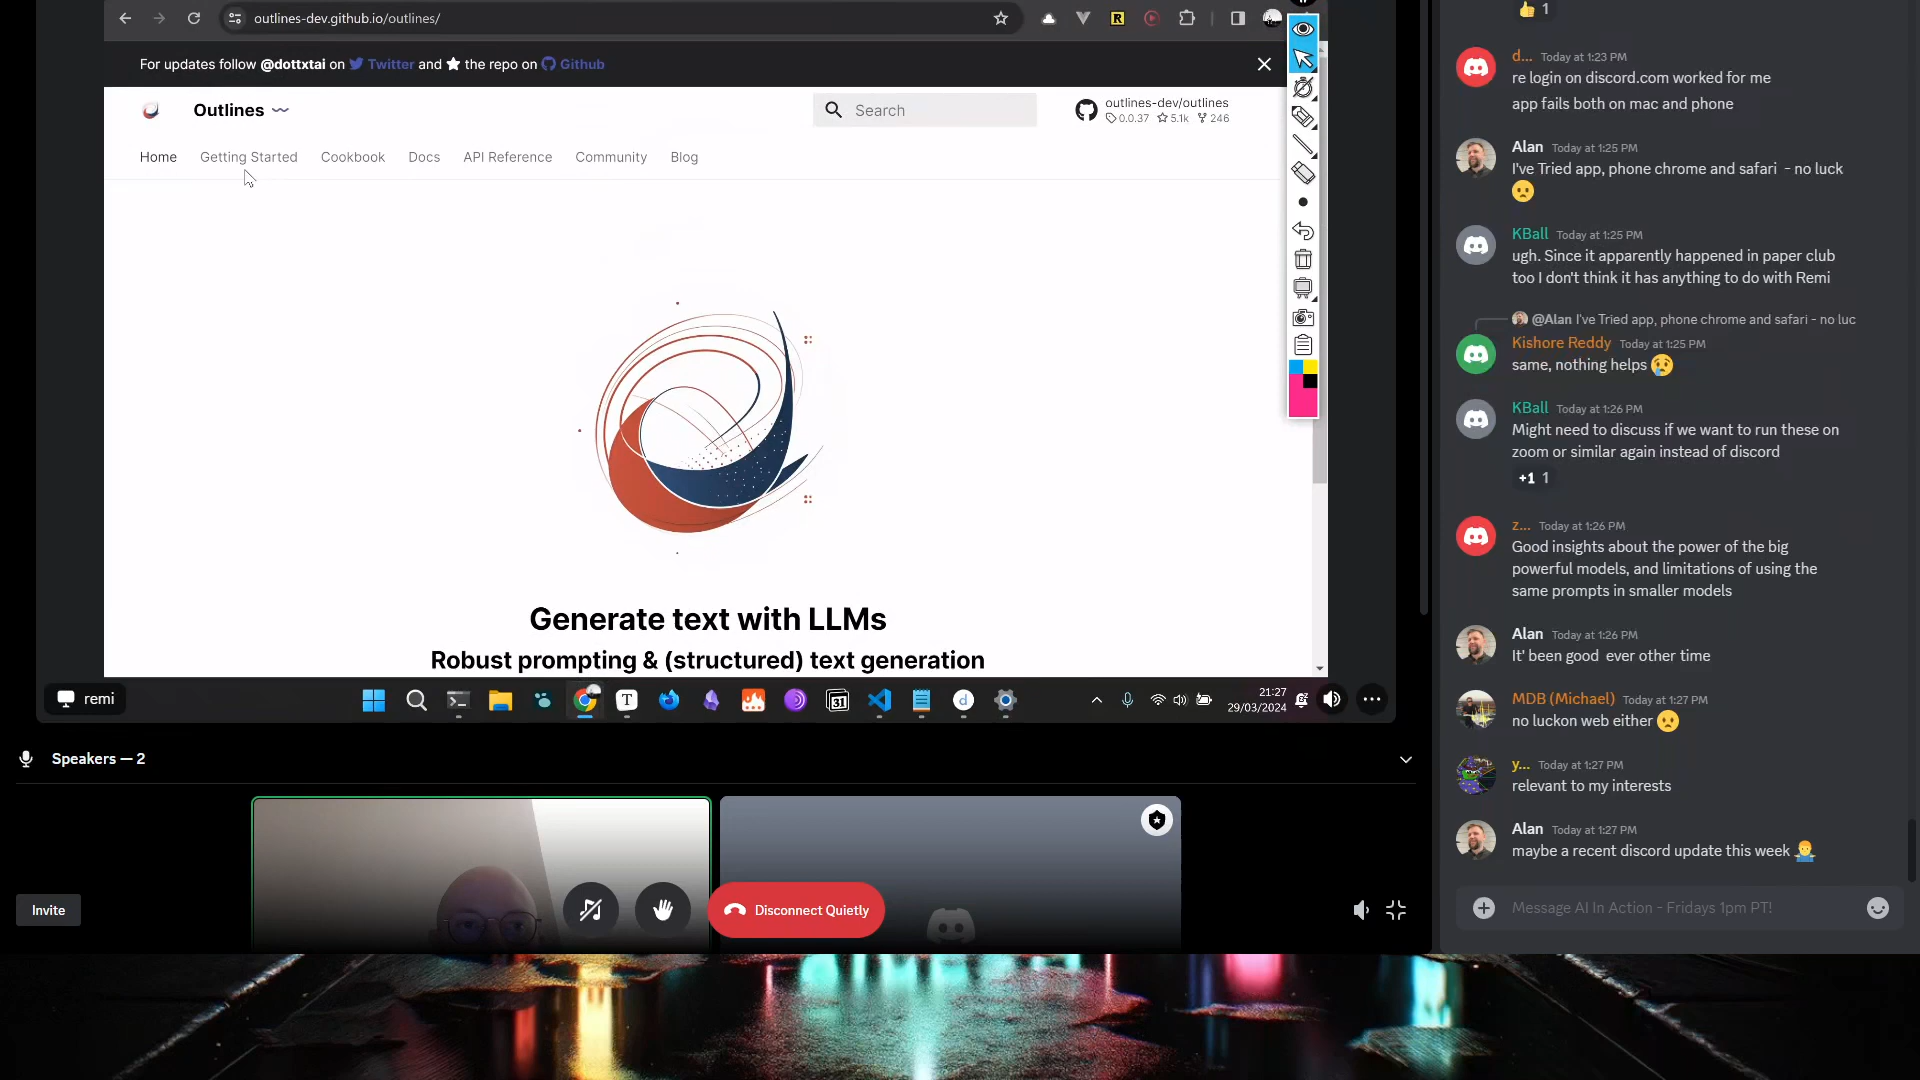 outlines-dev.github.io/outlines/
For updates follow @dottxtai on Twitter and the repo on Github
Outlines
Search
outlines-dev/outlines
0.0.37 5.1k 246
Home Getting Started Cookbook Docs API Reference Community Blog
Generate text with LLMs
Robust prompting & (structured) text generation
remi
21:27
29/03/2024
Speakers — 2
Invite
Disconnect Quietly
1
d... Today at 1:23 PM
re login on discord.com worked for me
app fails both on mac and phone
Alan Today at 1:25 PM
I've Tried app, phone chrome and safari - no luck
KBall Today at 1:25 PM
ugh. Since it apparently happened in paper club
too I don't think it has anything to do with Remi
@Alan I've Tried app, phone chrome and safari - no luc
Kishore Reddy Today at 1:25 PM
same, nothing helps
KBall Today at 1:26 PM
Might need to discuss if we want to run these on
zoom or similar again instead of discord
+1 1
z... Today at 1:26 PM
Good insights about the power of the big
powerful models, and limitations of using the
same prompts in smaller models
Alan Today at 1:26 PM
It' been good ever other time
MDB (Michael) Today at 1:27 PM
no luckon web either
y... Today at 1:27 PM
relevant to my interests
Alan Today at 1:27 PM
maybe a recent discord update this week
Message AI In Action - Fridays 1pm PT!